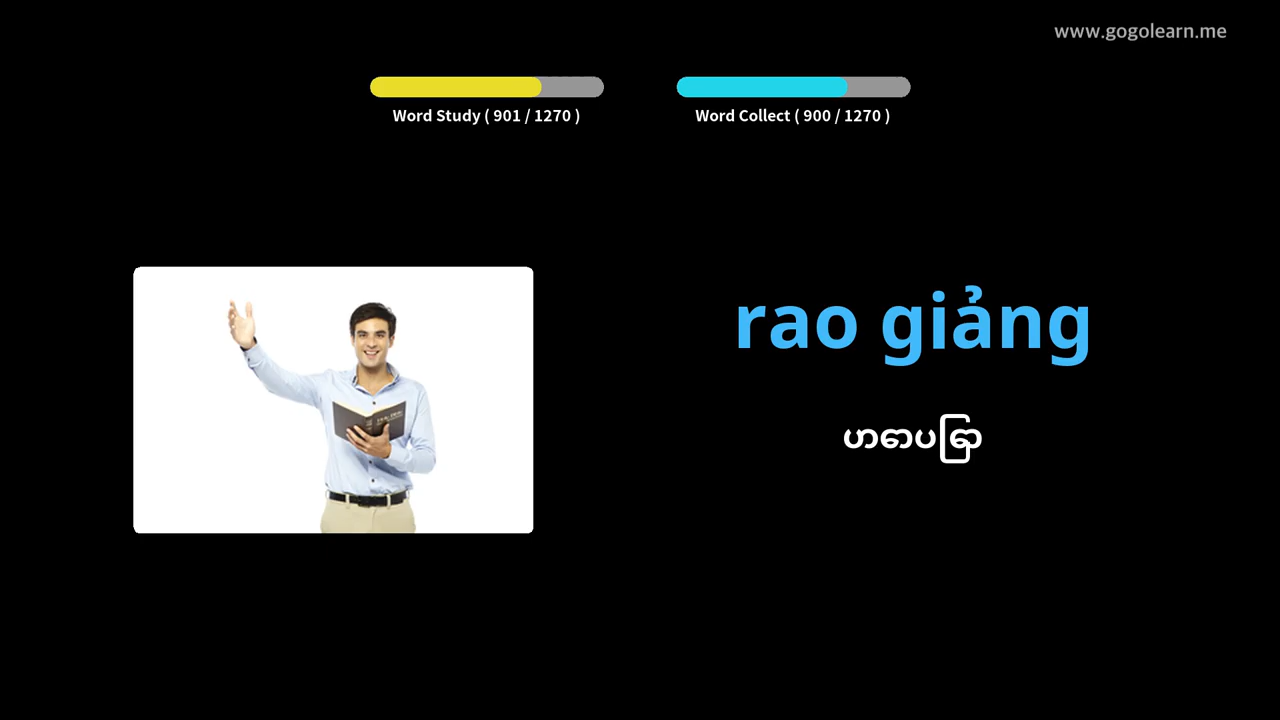 www.gogolearn.me
Word Study ( 901 / 1270 )
Word Collect ( 900 / 1270 )
rao giảng
ဟောပြော